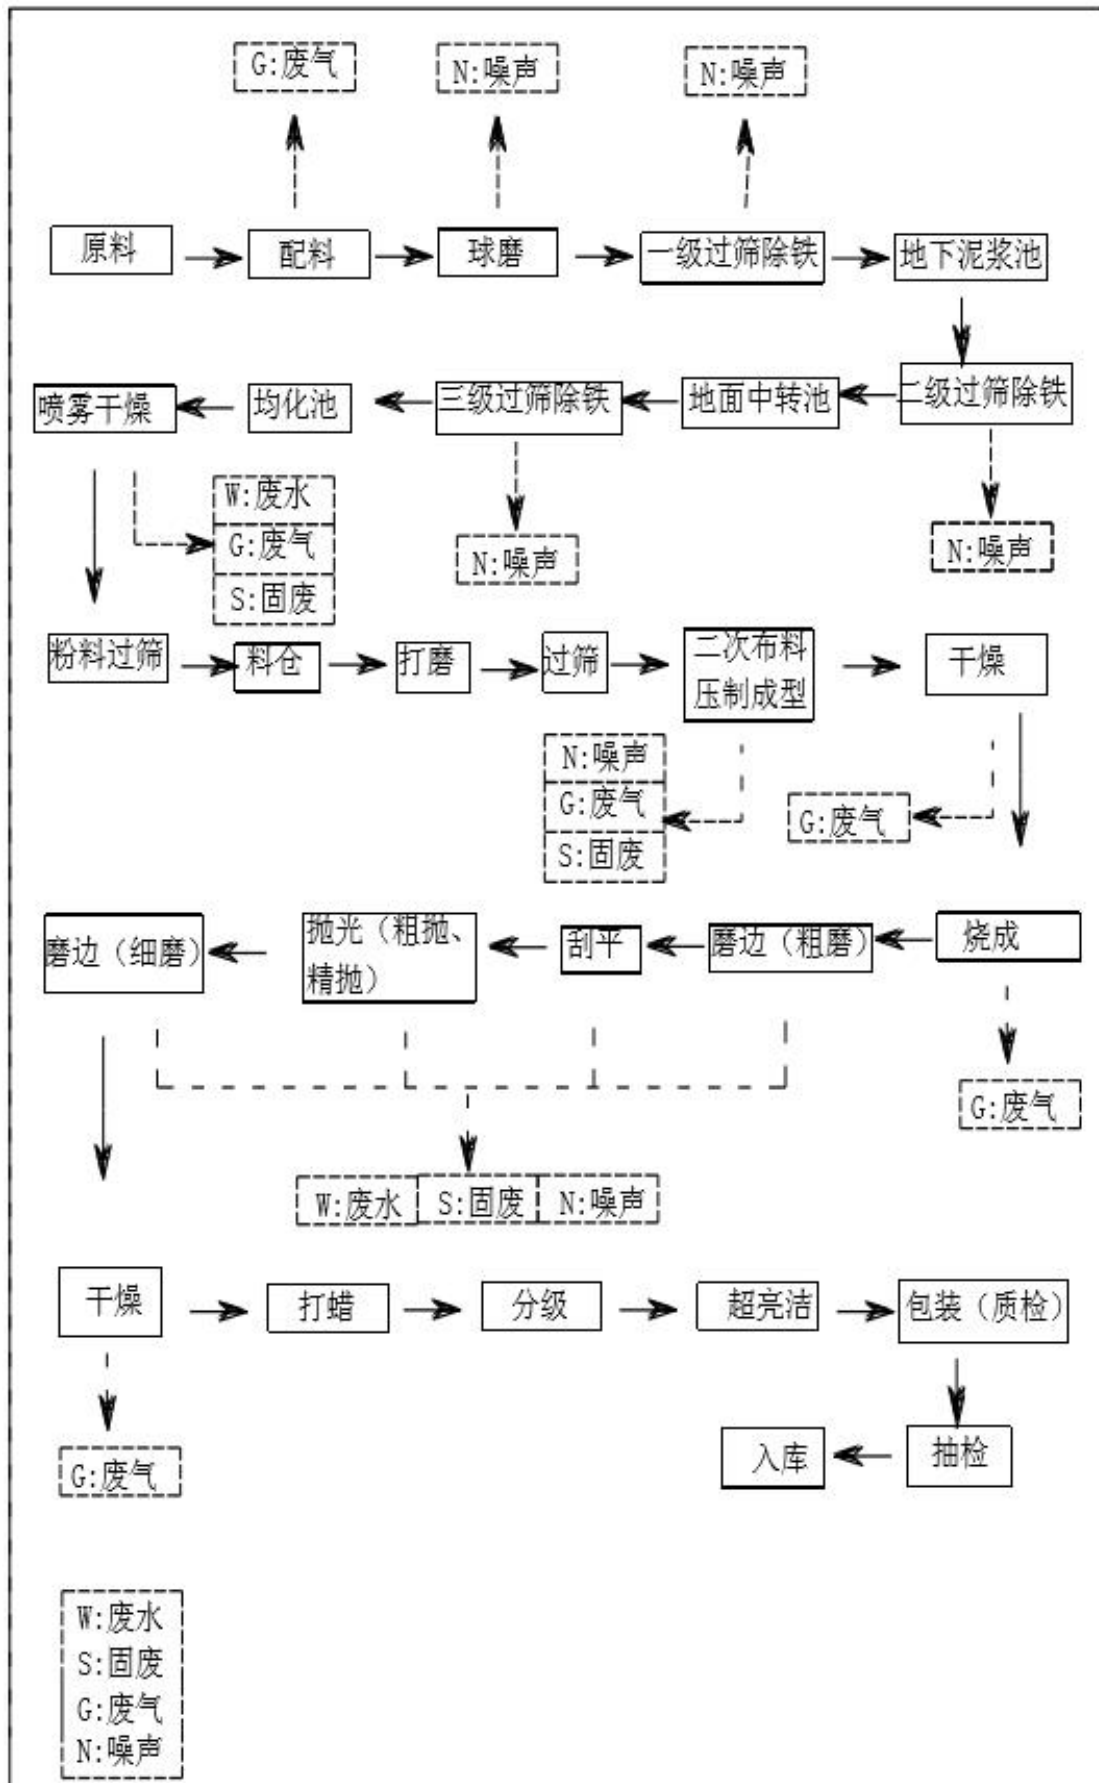 G:废气
N:噪声
N:噪声
原料
配料
球磨
一级过筛除铁
地下泥浆池
喷雾干燥
均化池
三级过筛除铁
地面中转池
二级过筛除铁
W:废水
G:废气
S:固废
N:噪声
N:噪声
粉料过筛
料仓
打磨
过筛
二次布料
压制成型
干燥
N:噪声
G:废气
S:固废
G:废气
磨边（细磨）
抛光（粗抛、
精抛）
刮平
磨边（粗磨）
烧成
G:废气
W:废水
S:固废
N:噪声
干燥
打蜡
分级
超亮洁
包装（质检）
G:废气
入库
抽检
W:废水
S:固废
G:废气
N:噪声